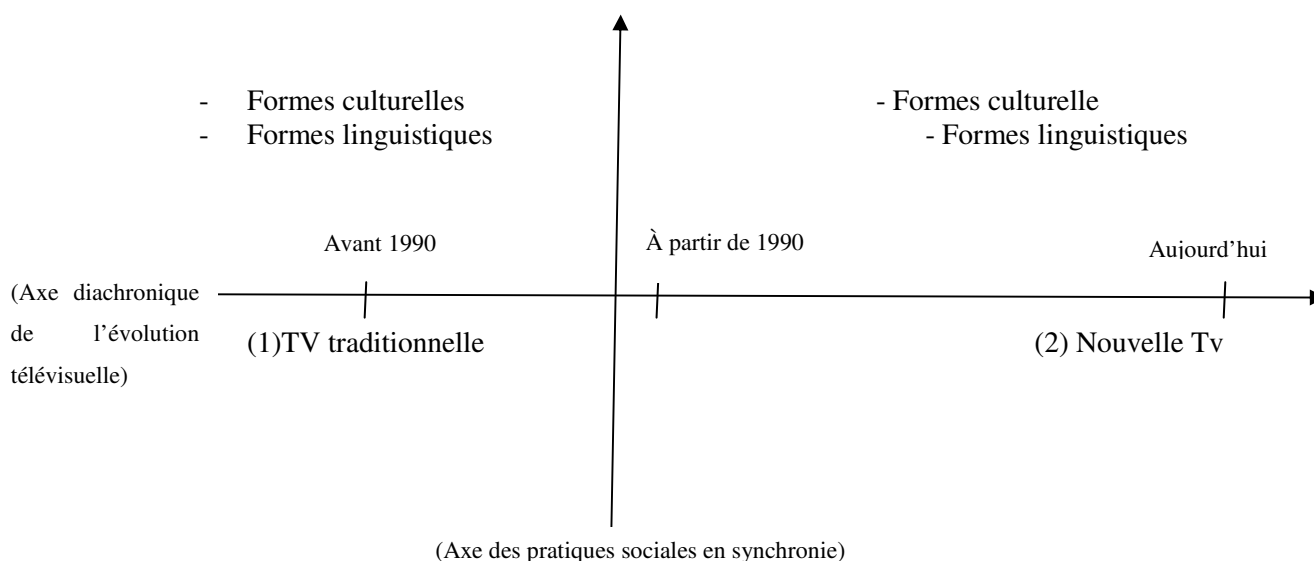 - Formes culturelles
- Formes linguistiques
- Formes culturelle
- Formes linguistiques
Avant 1990
À partir de 1990
Aujourd’hui
(Axe diachronique
de l’évolution
télévisuelle)
(1)TV traditionnelle
(2) Nouvelle Tv
(Axe des pratiques sociales en synchronie)